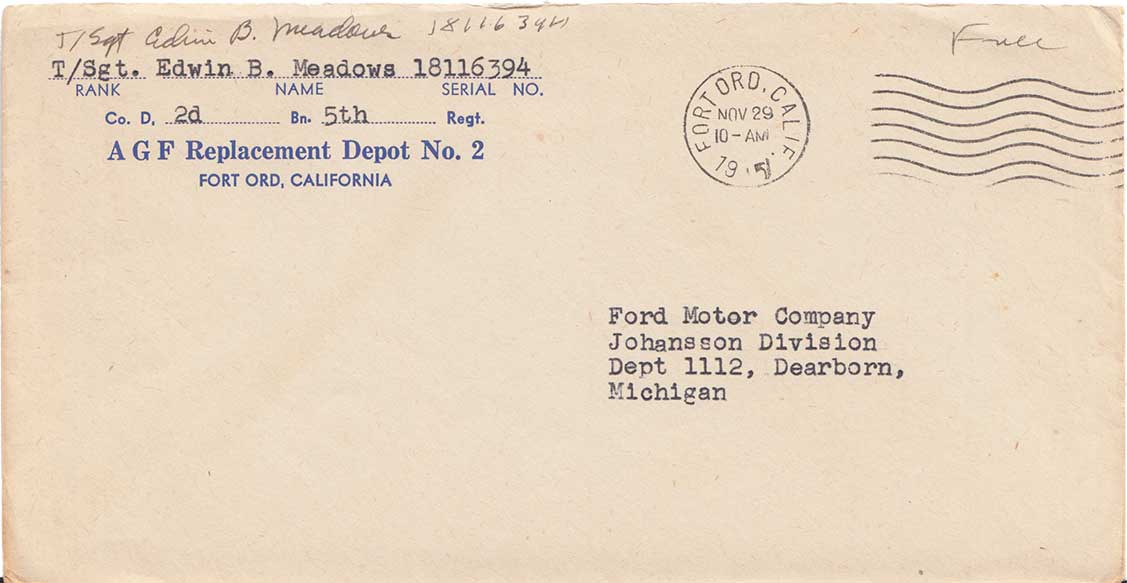 T/Sgt Edwin B. Meadows 18116394
T/Sgt. Edwin B. Meadows 18116394
RANK NAME SERIAL NO.
Co. D, 2d Bn. 5th Regt.
A G F Replacement Depot No. 2
FORT ORD, CALIFORNIA
FORT ORD, CALIF.
NOV 29
10-AM
19
Free
Ford Motor Company
Johansson Division
Dept 1112, Dearborn,
Michigan